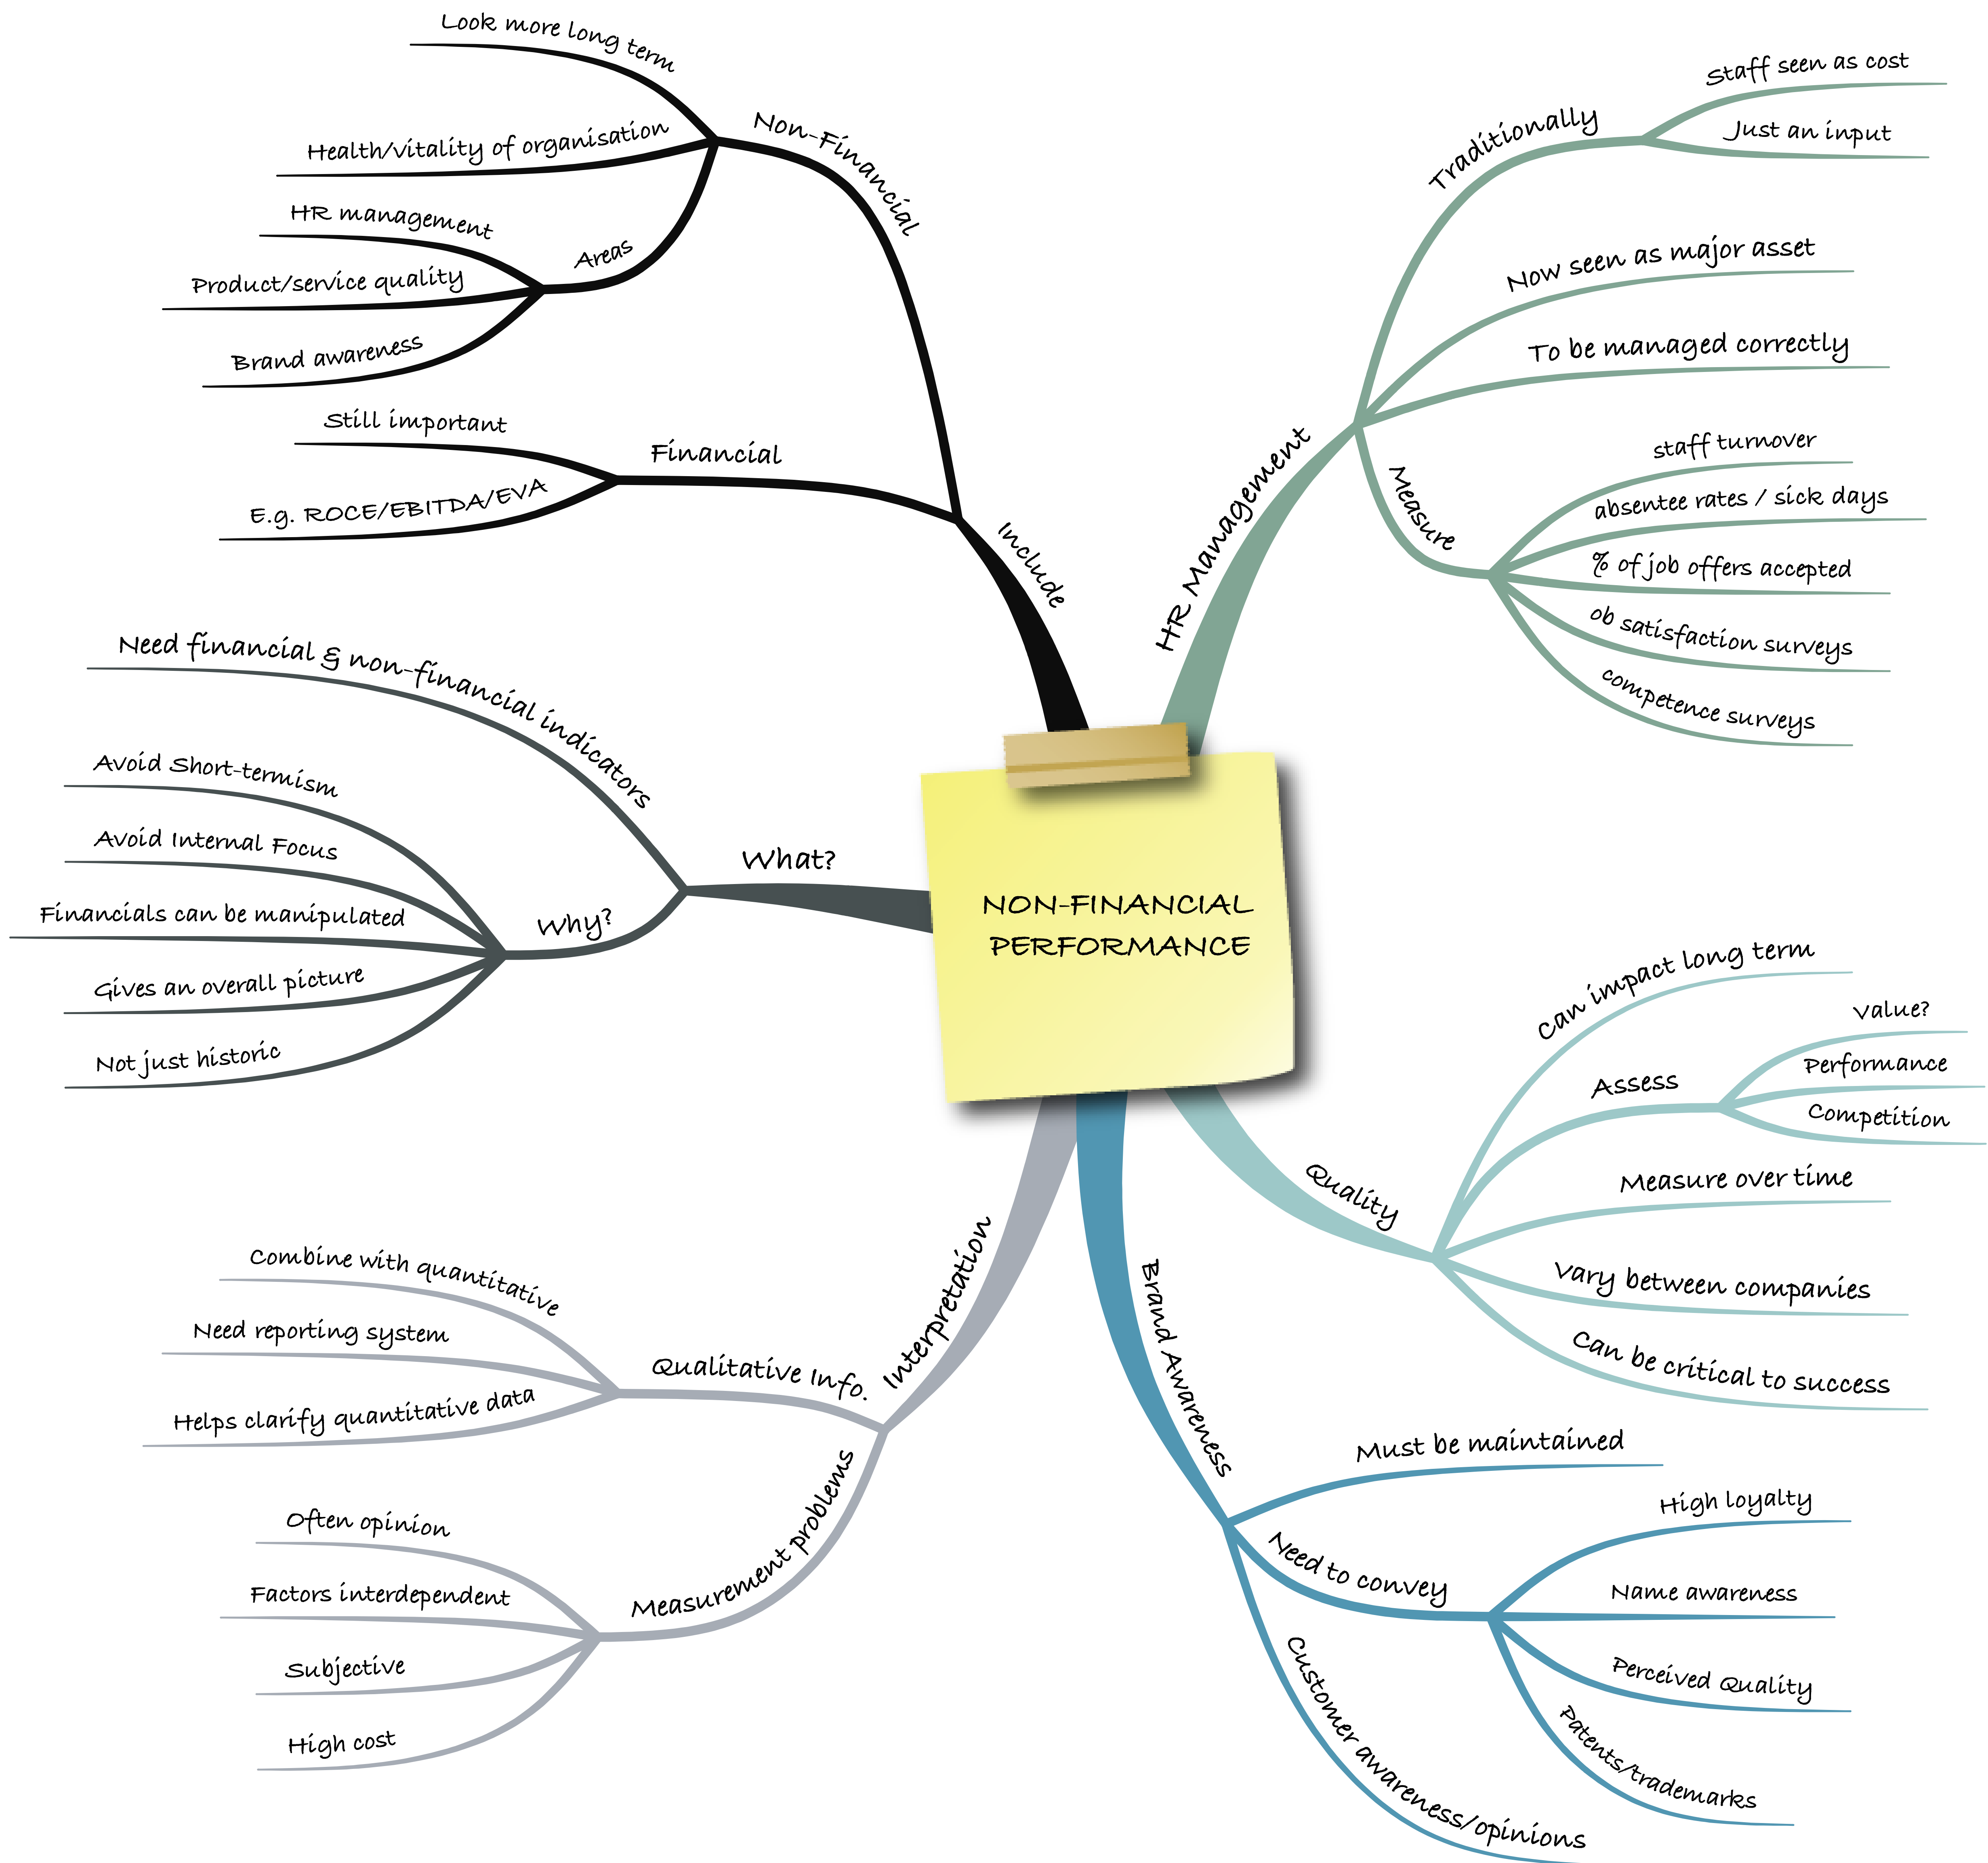 NON-FINANCIAL
PERFORMANCE
HR Management
Traditionally
Staff seen as cost
Just an input
Now seen as major asset
To be managed correctly
Measure
staff turnover
absentee rates / sick days
% of job offers accepted
ob satisfaction surveys
competence surveys
Quality
Can impact long term
Assess
Value?
Performance
Competition
Measure over time
Vary between companies
Can be critical to success
Brand Awareness
Must be maintained
Need to convey
High loyalty
Name awareness
Perceived Quality
Patents/trademarks
Customer awareness/opinions
Interpretation
Qualitative Info.
Combine with quantitative
Need reporting system
Helps clarify quantitative data
Measurement problems
Often opinion
Factors interdependent
Subjective
High cost
What?
Need financial & non-financial indicators
Why?
Avoid Short-termism
Avoid Internal Focus
Financials can be manipulated
Gives an overall picture
Not just historic
Include
Non-Financial
Look more long term
Health/vitality of organisation
Areas
HR management
Product/service quality
Brand awareness
Financial
Still important
E.g. ROCE/EBITDA/EVA